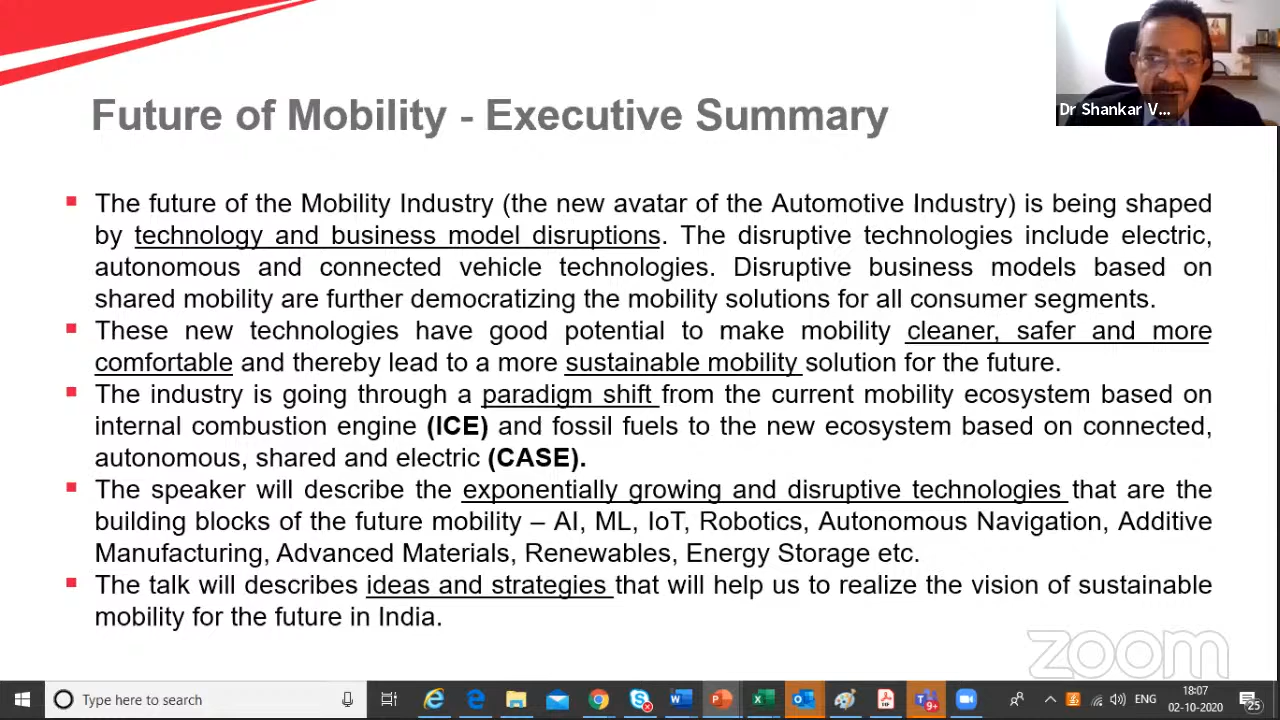 Dr Shankar V...
Future of Mobility - Executive Summary
The future of the Mobility Industry (the new avatar of the Automotive Industry) is being shaped
by technology and business model disruptions. The disruptive technologies include electric,
autonomous and connected vehicle technologies. Disruptive business models based on
shared mobility are further democratizing the mobility solutions for all consumer segments.
These new technologies have good potential to make mobility cleaner, safer and more
comfortable and thereby lead to a more sustainable mobility solution for the future.
The industry is going through a paradigm shift from the current mobility ecosystem based on
internal combustion engine (ICE) and fossil fuels to the new ecosystem based on connected,
autonomous, shared and electric (CASE).
The speaker will describe the exponentially growing and disruptive technologies that are the
building blocks of the future mobility – AI, ML, IoT, Robotics, Autonomous Navigation, Additive
Manufacturing, Advanced Materials, Renewables, Energy Storage etc.
The talk will describes ideas and strategies that will help us to realize the vision of sustainable
mobility for the future in India.
zoom
Type here to search
9+
ENG
18:07
02-10-2020
25